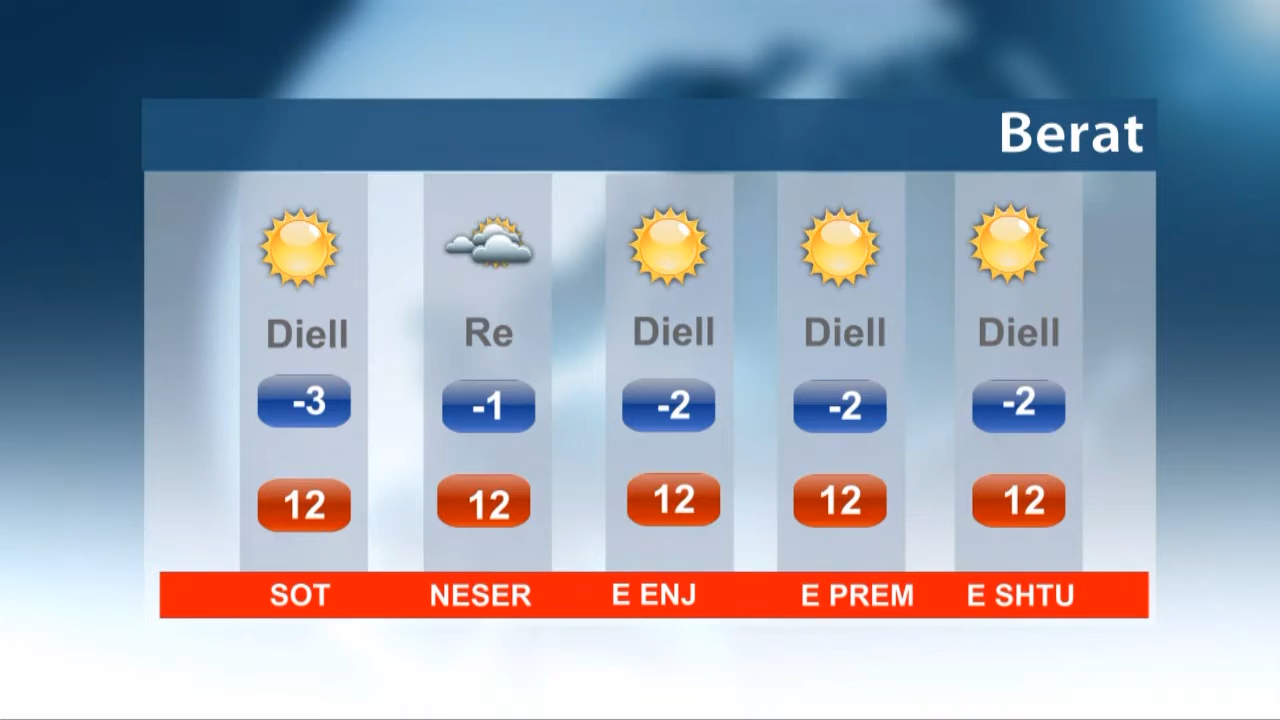 Berat
Diell Re Diell Diell Diell
-3 -1 -2 -2 -2
12 12 12 12 12
SOT NESER E ENJ E PREM E SHTU